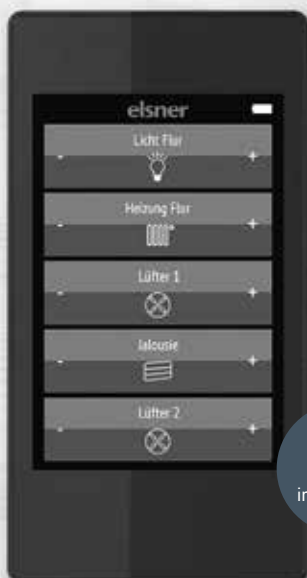 elsner
Licht Flur
- +
Heizung Flur
- +
Lüfter 1
- +
Jalousie
- +
Lüfter 2
- +